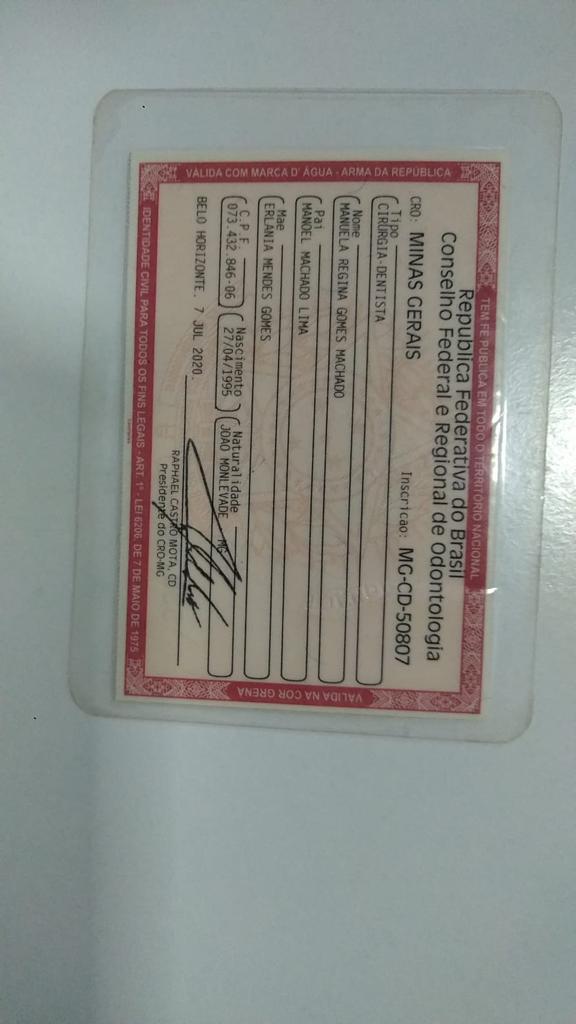 TEM FÉ PÚBLICA EM TODO O TERRITÓRIO NACIONAL
VÁLIDA COM MARCA D' ÁGUA - ARMA DA REPÚBLICA
Republica Federativa do Brasil
Conselho Federal e Regional de Odontologia
CRO: MINAS GERAIS Inscricao: MG-CD-50807
Tipo
CIRURGIA-DENTISTA
Nome
MANUELA REGINA GOMES MACHADO
Pai
MANOEL MACHADO LIMA
Mae
ERLANIA MENDES GOMES
C.P.F. Nascimento Naturalidade
073.432.846-06 27/04/1995 JOAO MONLEVADE MG
BELO HORIZONTE, 7 JUL 2020.
RAPHAEL CASTRO MOTA, CD
Presidente do CRO-MG
VÁLIDA NA COR GRENÁ
IDENTIDADE CIVIL PARA TODOS OS FINS LEGAIS - ART. 1º - LEI 6206, DE 7 DE MAIO DE 1975